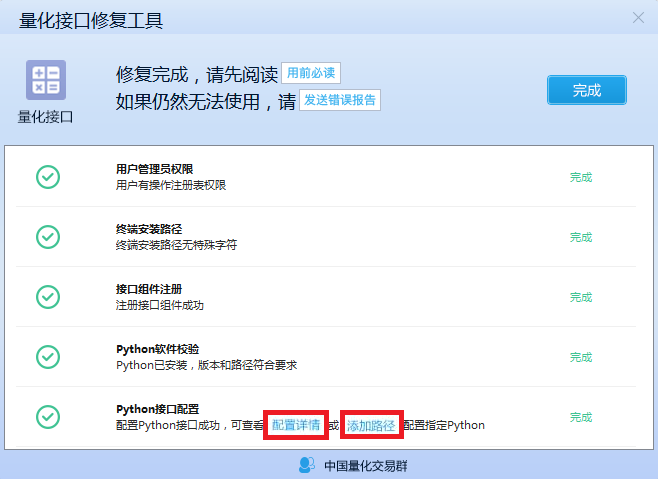 量化接口修复工具
量化接口
修复完成，请先阅读 用前必读
如果仍然无法使用，请 发送错误报告
完成
用户管理员权限
用户有操作注册表权限
完成
终端安装路径
终端安装路径无特殊字符
完成
接口组件注册
注册接口组件成功
完成
Python软件校验
Python已安装，版本和路径符合要求
完成
Python接口配置
配置Python接口成功，可查看 配置详情 或 添加路径 配置指定Python
完成
中国量化交易群